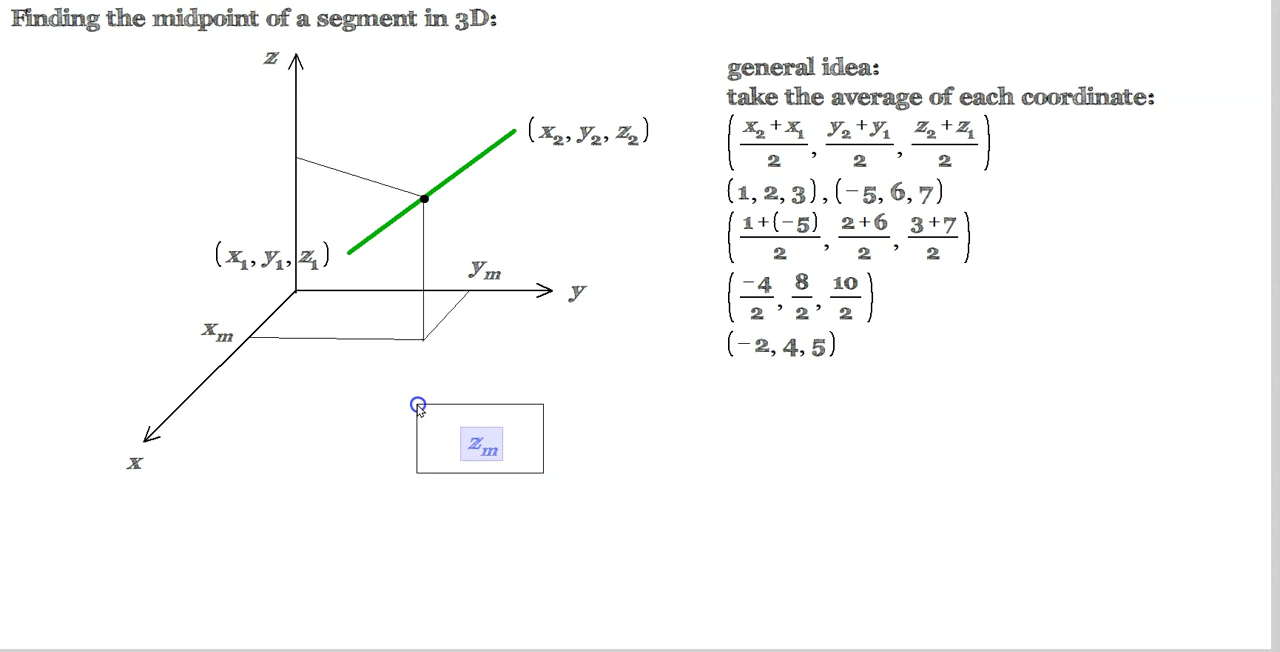 Finding the midpoint of a segment in 3D:
z
(x₂, y₂, z₂)
(x₁, y₁, z₁)
yₘ
y
xₘ
x
zₘ
general idea:
take the average of each coordinate:
((x₂+x₁)/2, (y₂+y₁)/2, (z₂+z₁)/2)
(1, 2, 3), (-5, 6, 7)
((1+(-5))/2, (2+6)/2, (3+7)/2)
(-4/2, 8/2, 10/2)
(-2, 4, 5)